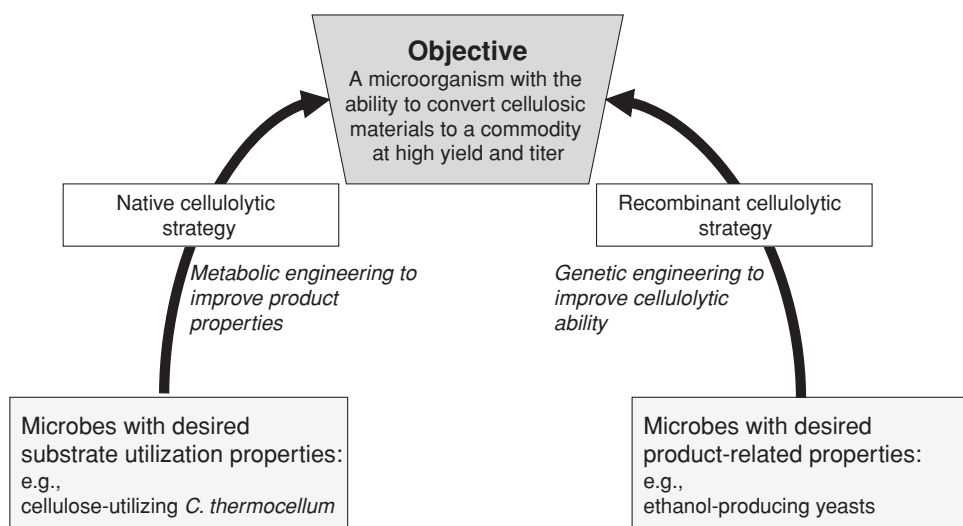 Objective
A microorganism with the
ability to convert cellulosic
materials to a commodity
at high yield and titer
Native cellulolytic
strategy
Recombinant cellulolytic
strategy
Metabolic engineering to
improve product
properties
Genetic engineering to
improve cellulolytic
ability
Microbes with desired
substrate utilization properties:
e.g.,
cellulose-utilizing C. thermocellum
Microbes with desired
product-related properties:
e.g.,
ethanol-producing yeasts